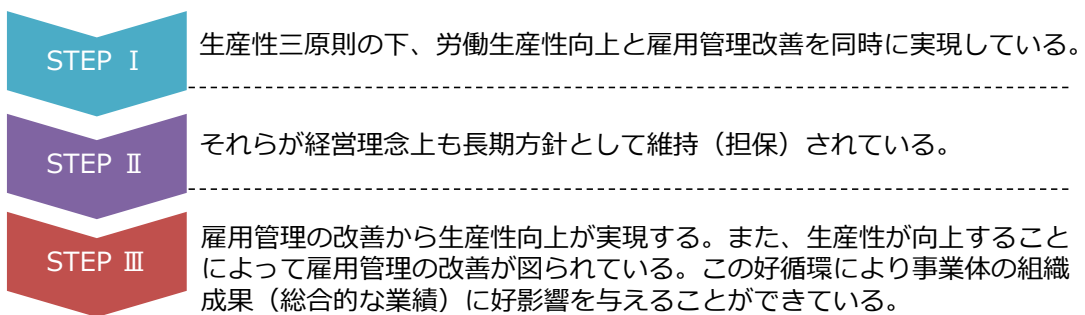 STEP Ⅰ
生産性三原則の下、労働生産性向上と雇用管理改善を同時に実現している。
STEP Ⅱ
それらが経営理念上も長期方針として維持（担保）されている。
STEP Ⅲ
雇用管理の改善から生産性向上が実現する。また、生産性が向上すること
によって雇用管理の改善が図られている。この好循環により事業体の組織
成果（総合的な業績）に好影響を与えることができている。